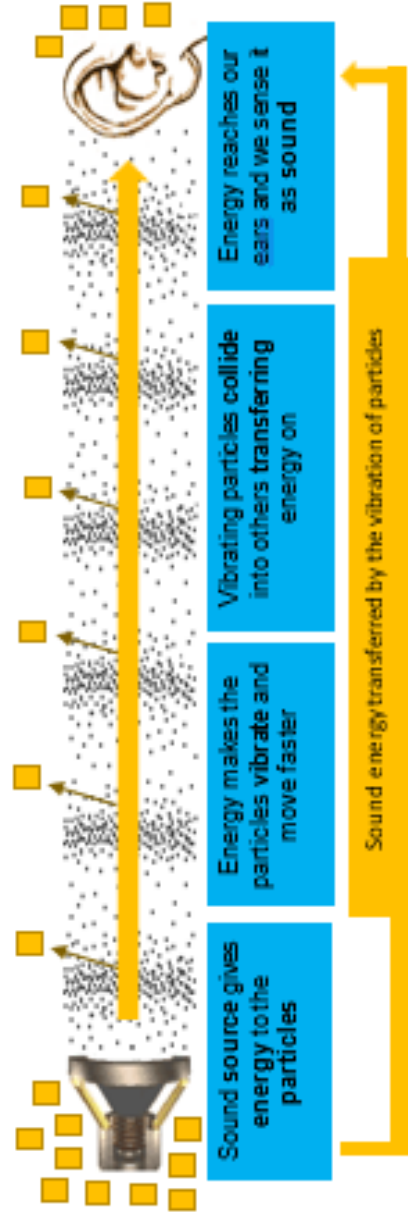 Sound source gives
energy to the
particles
Energy makes the
particles vibrate and
move faster
Vibrating particles collide
into others transferring
energy on
Energy reaches our
ears and we sense it
as sound
Sound energy transferred by the vibration of particles